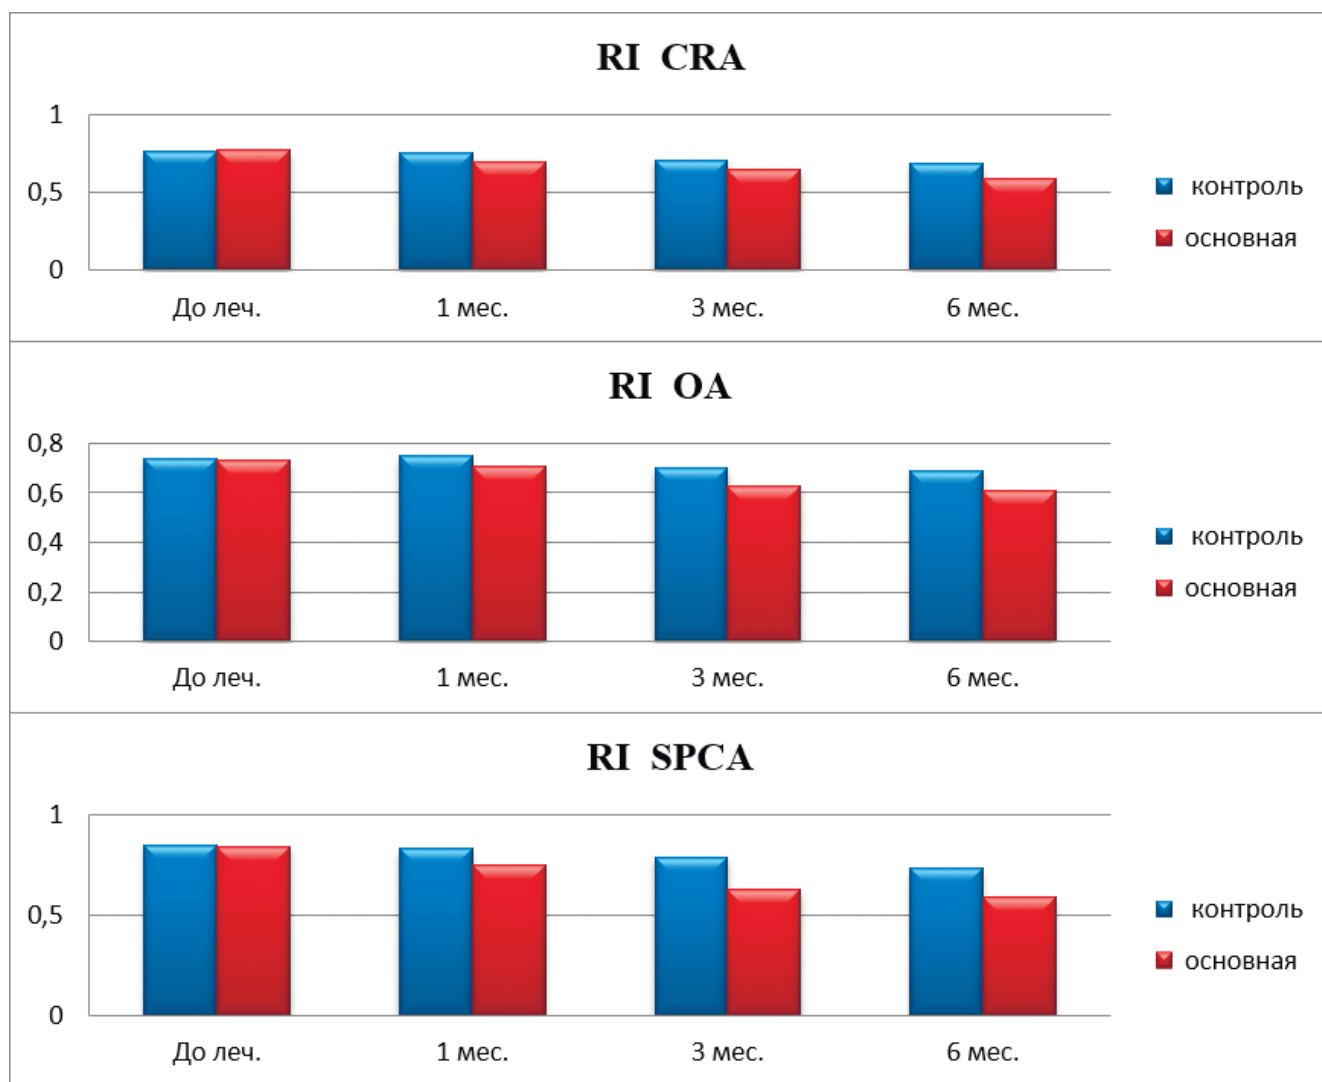 RI CRA
1
0,5
0
До леч. 1 мес. 3 мес. 6 мес.
контроль
основная
RI OA
0,8
0,6
0,4
0,2
0
До леч. 1 мес. 3 мес. 6 мес.
контроль
основная
RI SPCA
1
0,5
0
До леч. 1 мес. 3 мес. 6 мес.
контроль
основная